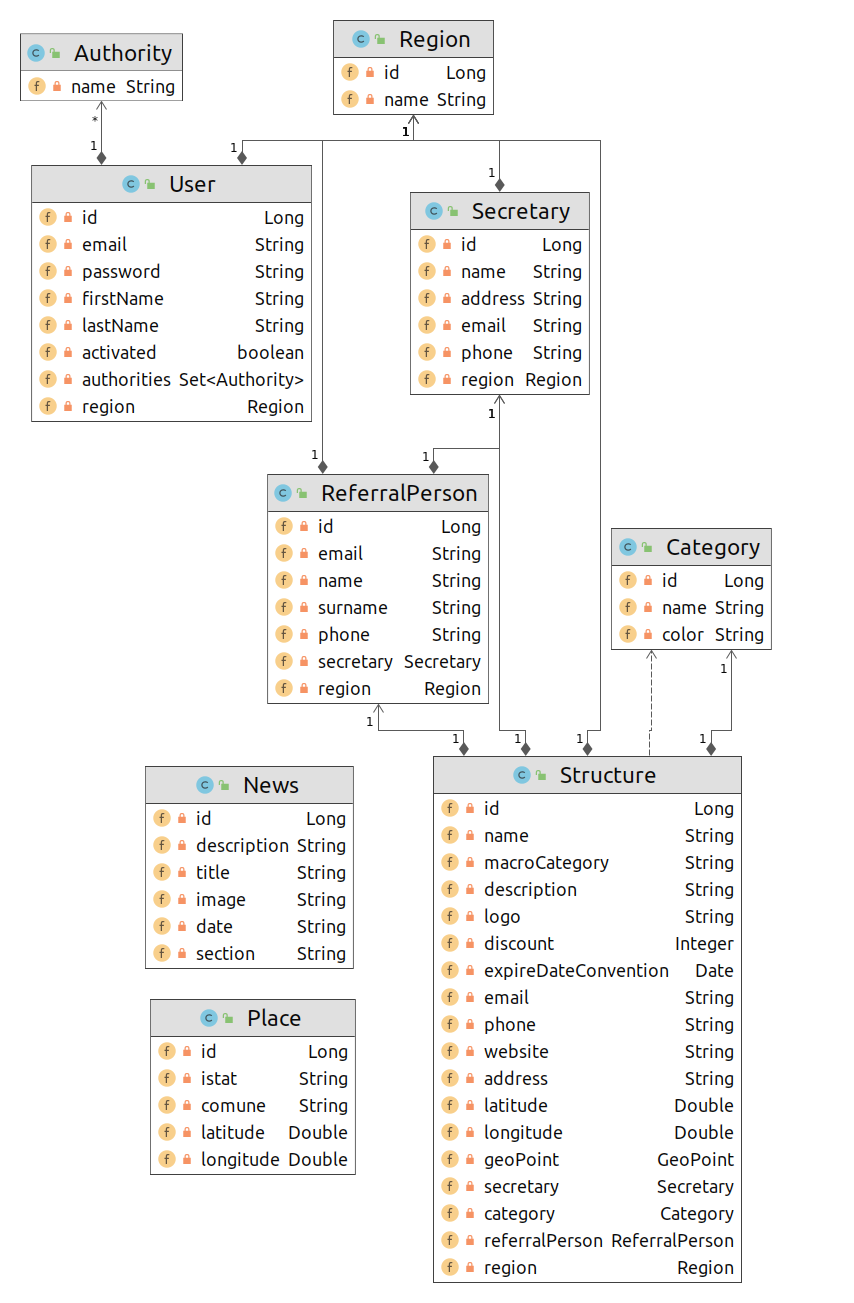 Authority
name String
Region
id Long
name String
*
1
1
1
1
User
id Long
email String
password String
firstName String
lastName String
activated boolean
authorities Set<Authority>
region Region
Secretary
id Long
name String
address String
email String
phone String
region Region
1
1
1
ReferralPerson
id Long
email String
name String
surname String
phone String
secretary Secretary
region Region
Category
id Long
name String
color String
1
1
1
1
1
1
Structure
id Long
name String
macroCategory String
description String
logo String
discount Integer
expireDateConvention Date
email String
phone String
website String
address String
latitude Double
longitude Double
geoPoint GeoPoint
secretary Secretary
category Category
referralPerson ReferralPerson
region Region
News
id Long
description String
title String
image String
date String
section String
Place
id Long
istat String
comune String
latitude Double
longitude Double